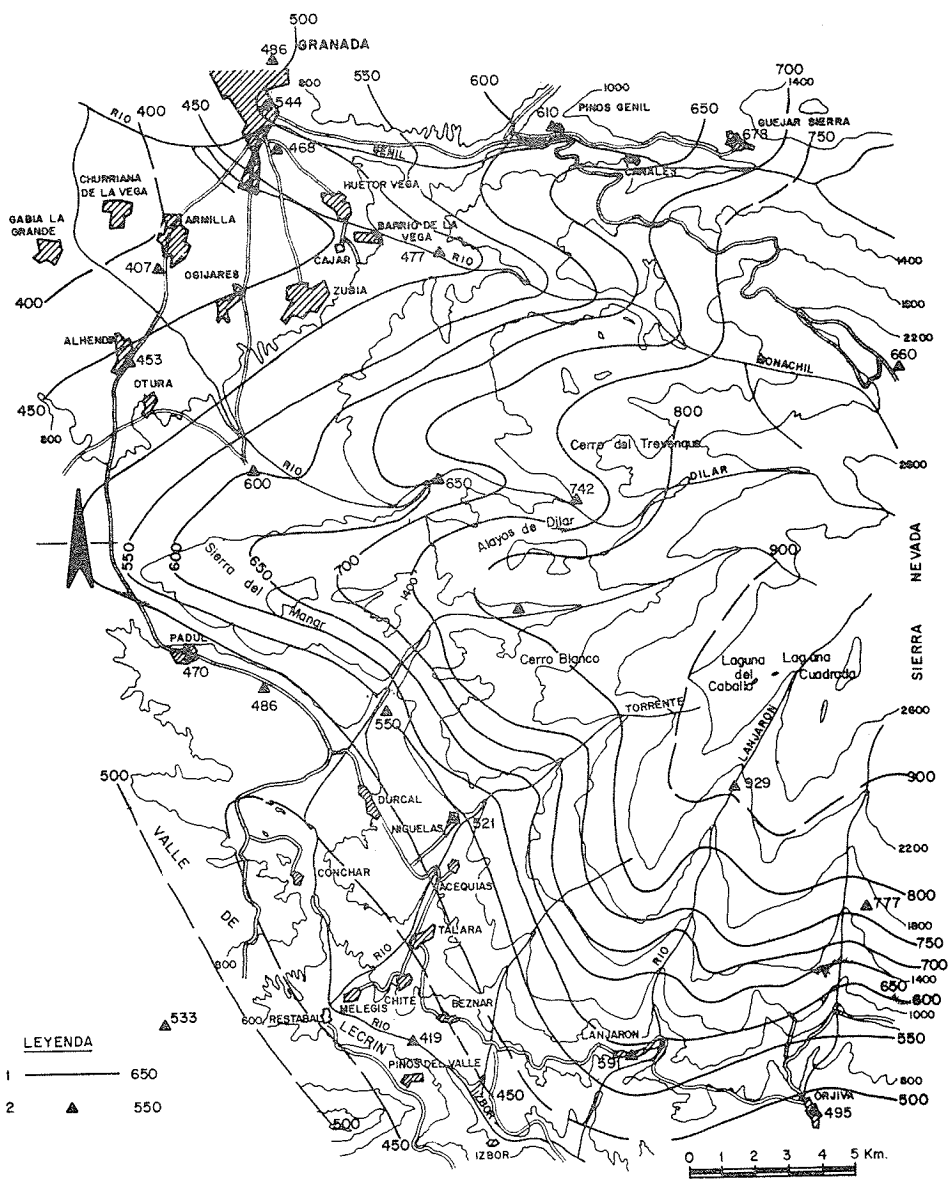 500
486 GRANADA
544
468
800
550
600
1000
PINOS GENIL
610
650
700
1400
GUEJAR SIERRA
678
750
RIO
400
450
GENIL
CANALES
CHURRIANA
DE LA VEGA
GABIA LA
GRANDE
ARMILLA
HUETOR VEGA
BARRIO DE LA
VEGA
CAJAR
477
RIO
407
OGIJARES
ZUBIA
400
1400
2200
660
MONACHIL
ALHENDI
453
OTURA
450
800
RIO
600
650
742
800
Cerro del Trevenque
DILAR
Alayos de Dilar
550
600
650
700
1400
900
Sierra
del
Manar
SIERRA NEVADA
PADUL
470
486
550
Cerro Blanco
Laguna
del
Caballo
Laguna
Cuadrada
TORRENTE
LANJARON
929
2600
900
2200
500
VALLE
DE
LECRIN
DURCAL
NIGUELAS
521
CONCHAR
ACEQUIAS
TALARA
RIO
800
777
800
1800
750
700
1400
650
600
1000
550
RIO
MELEGIS
CHITE
BEZNAR
600
RESTABAL
RIO
419
PINOS DEL VALLE
LANJARON
591
533
450
IZBOR
IZBOR
500
450
800
500
ORJIVA
495
LEYENDA
1 650
2 550
0 1 2 3 4 5 Km.